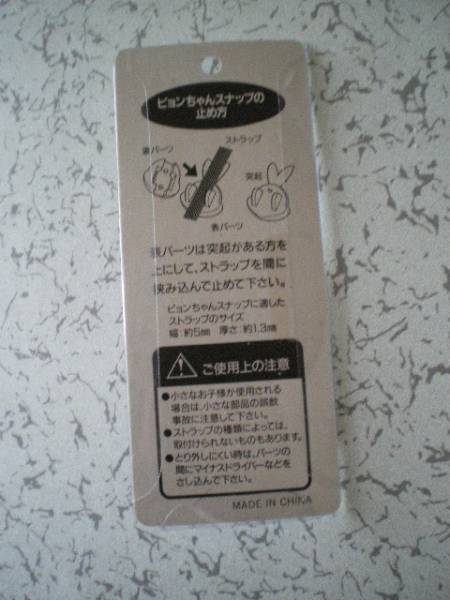 ピョンちゃんスナップの
止め方
ストラップ
裏パーツ
突起
表パーツ
表パーツは突起がある方を
上にして、ストラップを間に
挟み込んで止めて下さい。
ピョンちゃんスナップに適した
ストラップのサイズ
幅:約5㎜ 厚さ:約1.3㎜
ご使用上の注意
●小さなお子様が使用される
場合は、小さな部品の誤飲
事故に注意して下さい。
●ストラップの種類によっては、
取付けられないものもあります。
●とり外しにくい時は、パーツの
間にマイナスドライバーなどを
さし込んで下さい。
MADE IN CHINA